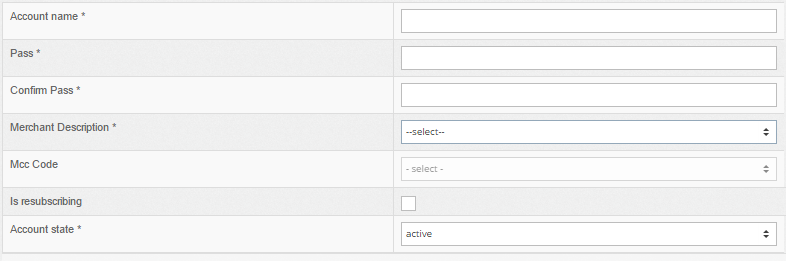 Account name *
Pass *
Confirm Pass *
Merchant Description *
--select--
Mcc Code
- select -
Is resubscribing
Account state *
active